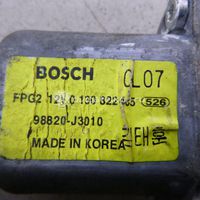 BOSCH CL07
FPG2 12V 0 130 822 465 526
98820-J3010
MADE IN KOREA